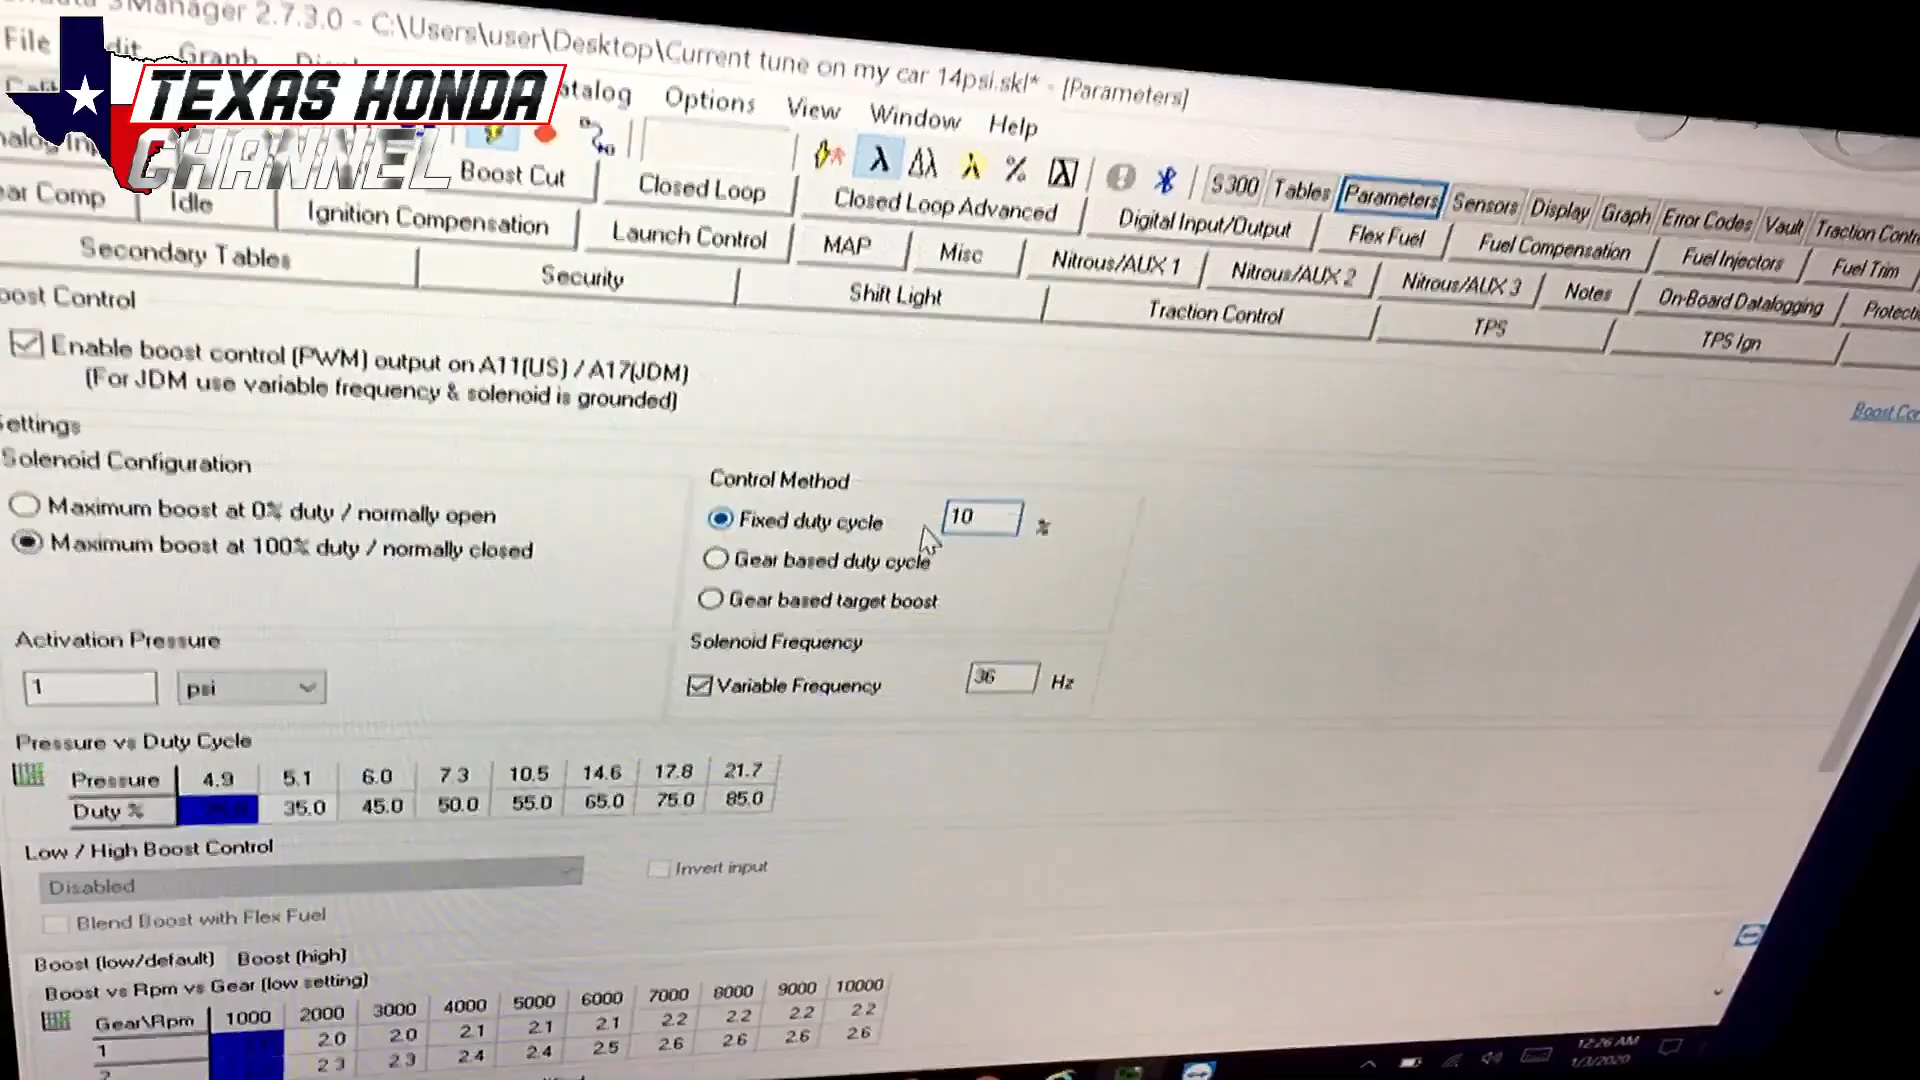 SManager 2.7.3.0 - C:\Users\user\Desktop\Current tune on my car 14psi.skl* - [Parameters]
File Edit Graph Options View Window Help
TEXAS HONDA
CHANNEL
S300 Tables Parameters Sensors Display Graph Error Codes Vault Traction
Boost Cut Closed Loop Closed Loop Advanced Digital Input/Output Flex Fuel Fuel Compensation Fuel Injectors Fuel Trim
Comp Idle Ignition Compensation Launch Control MAP Misc Nitrous/AUX 1 Nitrous/AUX 2 Nitrous/AUX 3 Notes On-Board Datalogging
Secondary Tables Security Shift Light Traction Control TPS TPS Ign
Control
Enable boost control (PWM) output on A11(US) / A17(JDM)
(For JDM use variable frequency & solenoid is grounded)
Boost
Settings
Solenoid Configuration
Maximum boost at 0% duty / normally open
Maximum boost at 100% duty / normally closed
Control Method
Fixed duty cycle 10 %
Gear based duty cycle
Gear based target boost
Activation Pressure
1 psi
Solenoid Frequency
Variable Frequency 36 Hz
Pressure vs Duty Cycle
Pressure 4.9 5.1 6.0 7.3 10.5 14.6 17.8 21.7
Duty % 35.0 45.0 50.0 55.0 65.0 75.0 85.0
Low / High Boost Control
Disabled
Invert input
Blend Boost with Flex Fuel
Boost (low/default) Boost (high)
Boost vs Rpm vs Gear (low setting)
Gear\Rpm 1000 2000 3000 4000 5000 6000 7000 8000 9000 10000
1 2.0 2.0 2.1 2.1 2.1 2.2 2.2 2.2 2.2
2 2.3 2.3 2.4 2.4 2.5 2.6 2.6 2.6 2.6
12:26 AM
1/3/2020